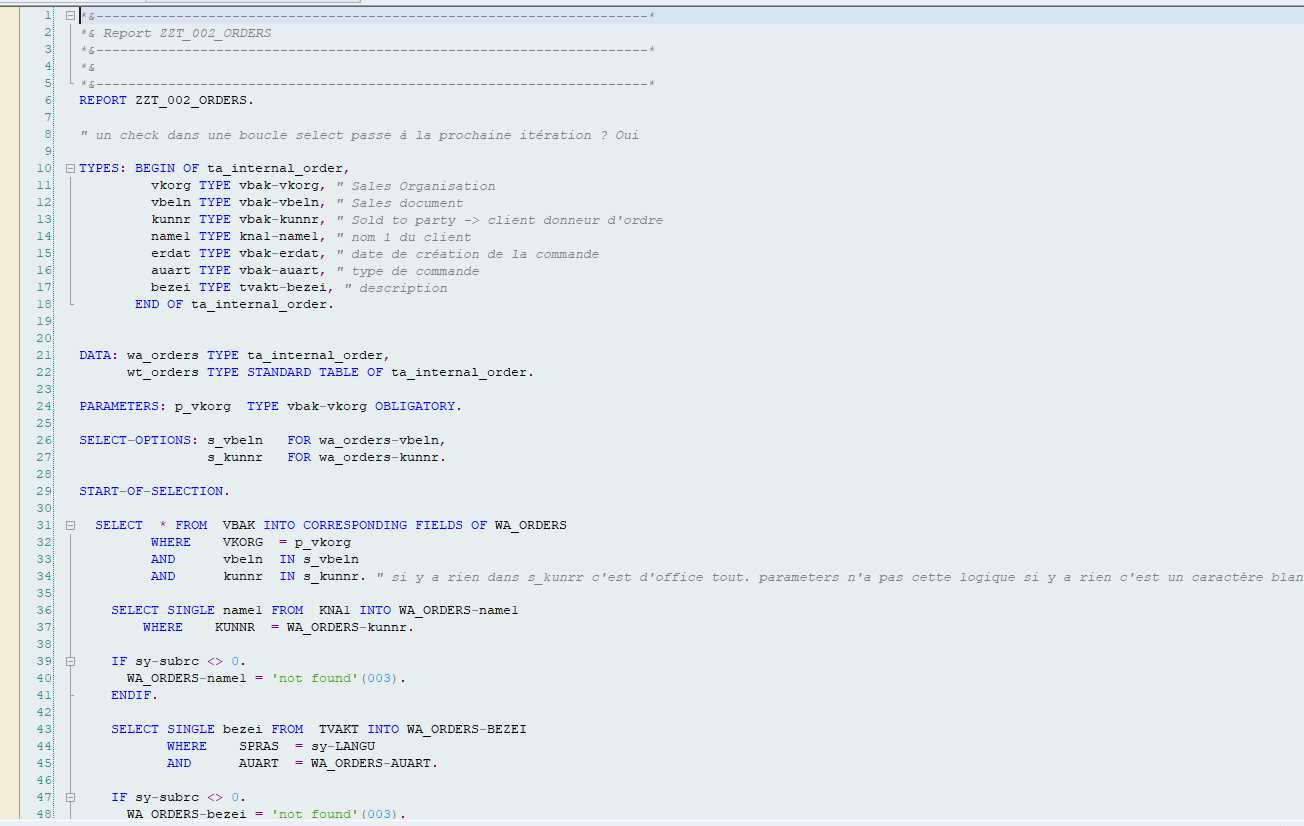 1 *&---------------------------------------------------------------------*
2 *& Report ZZT_002_ORDERS
3 *&---------------------------------------------------------------------*
4 *&
5 *&---------------------------------------------------------------------*
6 REPORT ZZT_002_ORDERS.
7
8 " un check dans une boucle select passe à la prochaine itération ? Oui
9
10 TYPES: BEGIN OF ta_internal_order,
11 vkorg TYPE vbak-vkorg, " Sales Organisation
12 vbeln TYPE vbak-vbeln, " Sales document
13 kunnr TYPE vbak-kunnr, " Sold to party -> client donneur d'ordre
14 name1 TYPE kna1-name1, " nom 1 du client
15 erdat TYPE vbak-erdat, " date de création de la commande
16 auart TYPE vbak-auart, " type de commande
17 bezei TYPE tvakt-bezei, " description
18 END OF ta_internal_order.
19
20
21 DATA: wa_orders TYPE ta_internal_order,
22 wt_orders TYPE STANDARD TABLE OF ta_internal_order.
23
24 PARAMETERS: p_vkorg TYPE vbak-vkorg OBLIGATORY.
25
26 SELECT-OPTIONS: s_vbeln FOR wa_orders-vbeln,
27 s_kunnr FOR wa_orders-kunnr.
28
29 START-OF-SELECTION.
30
31 SELECT * FROM VBAK INTO CORRESPONDING FIELDS OF WA_ORDERS
32 WHERE VKORG = p_vkorg
33 AND vbeln IN s_vbeln
34 AND kunnr IN s_kunnr. " si y a rien dans s_kunrr c'est d'office tout. parameters n'a pas cette logique si y a rien c'est un caractère blan
35
36 SELECT SINGLE name1 FROM KNA1 INTO WA_ORDERS-name1
37 WHERE KUNNR = WA_ORDERS-kunnr.
38
39 IF sy-subrc <> 0.
40 WA_ORDERS-name1 = 'not found'(003).
41 ENDIF.
42
43 SELECT SINGLE bezei FROM TVAKT INTO WA_ORDERS-BEZEI
44 WHERE SPRAS = sy-LANGU
45 AND AUART = WA_ORDERS-AUART.
46
47 IF sy-subrc <> 0.
48 WA_ORDERS-bezei = 'not found'(003).